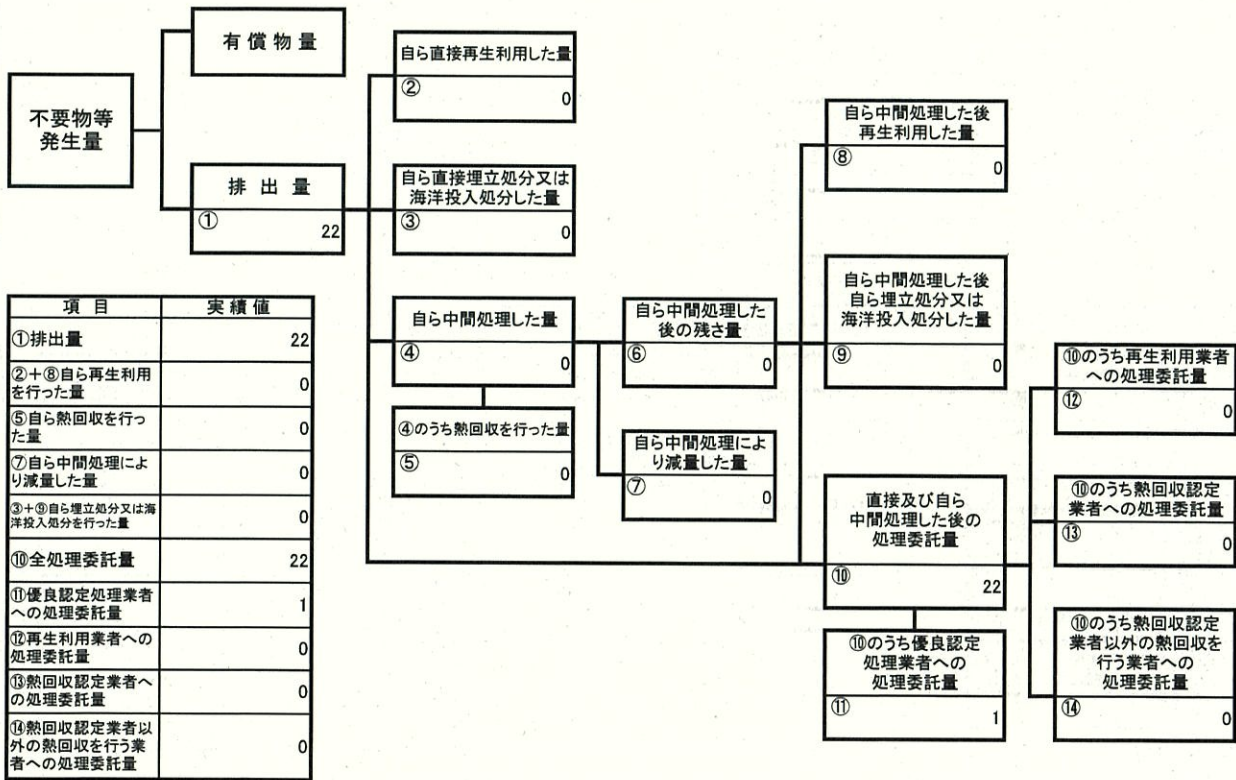 有償物量
不要物等
発生量
排出量
①
22
自ら直接再生利用した量
②
0
自ら直接埋立処分又は
海洋投入処分した量
③
0
自ら中間処理した量
④
0
④のうち熱回収を行った量
⑤
0
自ら中間処理した
後の残さ量
⑥
0
自ら中間処理によ
り減量した量
⑦
0
自ら中間処理した後
再生利用した量
⑧
0
自ら中間処理した後
自ら埋立処分又は
海洋投入処分した量
⑨
0
直接及び自ら
中間処理した後の
処理委託量
⑩
22
⑩のうち優良認定
処理業者への
処理委託量
⑪
1
⑩のうち再生利用業者
への処理委託量
⑫
0
⑩のうち熱回収認定
業者への処理委託量
⑬
0
⑩のうち熱回収認定
業者以外の熱回収を
行う業者への
処理委託量
⑭
0
項目 実績値
①排出量 22
②+⑧自ら再生利用
を行った量 0
⑤自ら熱回収を行っ
た量 0
⑦自ら中間処理によ
り減量した量 0
③+⑨自ら埋立処分又は海
洋投入処分を行った量 0
⑩全処理委託量 22
⑪優良認定処理業者
への処理委託量 1
⑫再生利用業者への
処理委託量 0
⑬熱回収認定業者へ
の処理委託量 0
⑭熱回収認定業者以
外の熱回収を行う業
者への処理委託量 0